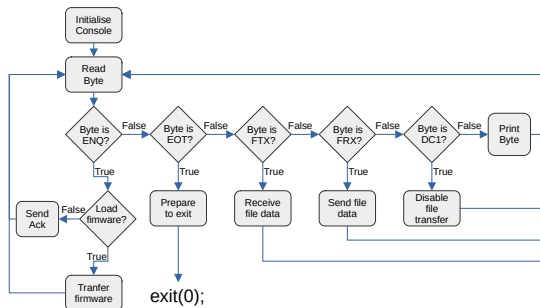 Initialise
Console
Read
Byte
Byte is
ENQ?
False
Byte is
EOT?
False
Byte is
FTX?
False
Byte is
FRX?
False
Byte is
DC1?
False
Print
Byte
True
True
True
True
True
Send
Ack
False
Load
fimware?
Prepare
to exit
Receive
file data
Send file
data
Disable
file
transfer
True
Tranfer
firmware
exit(0);